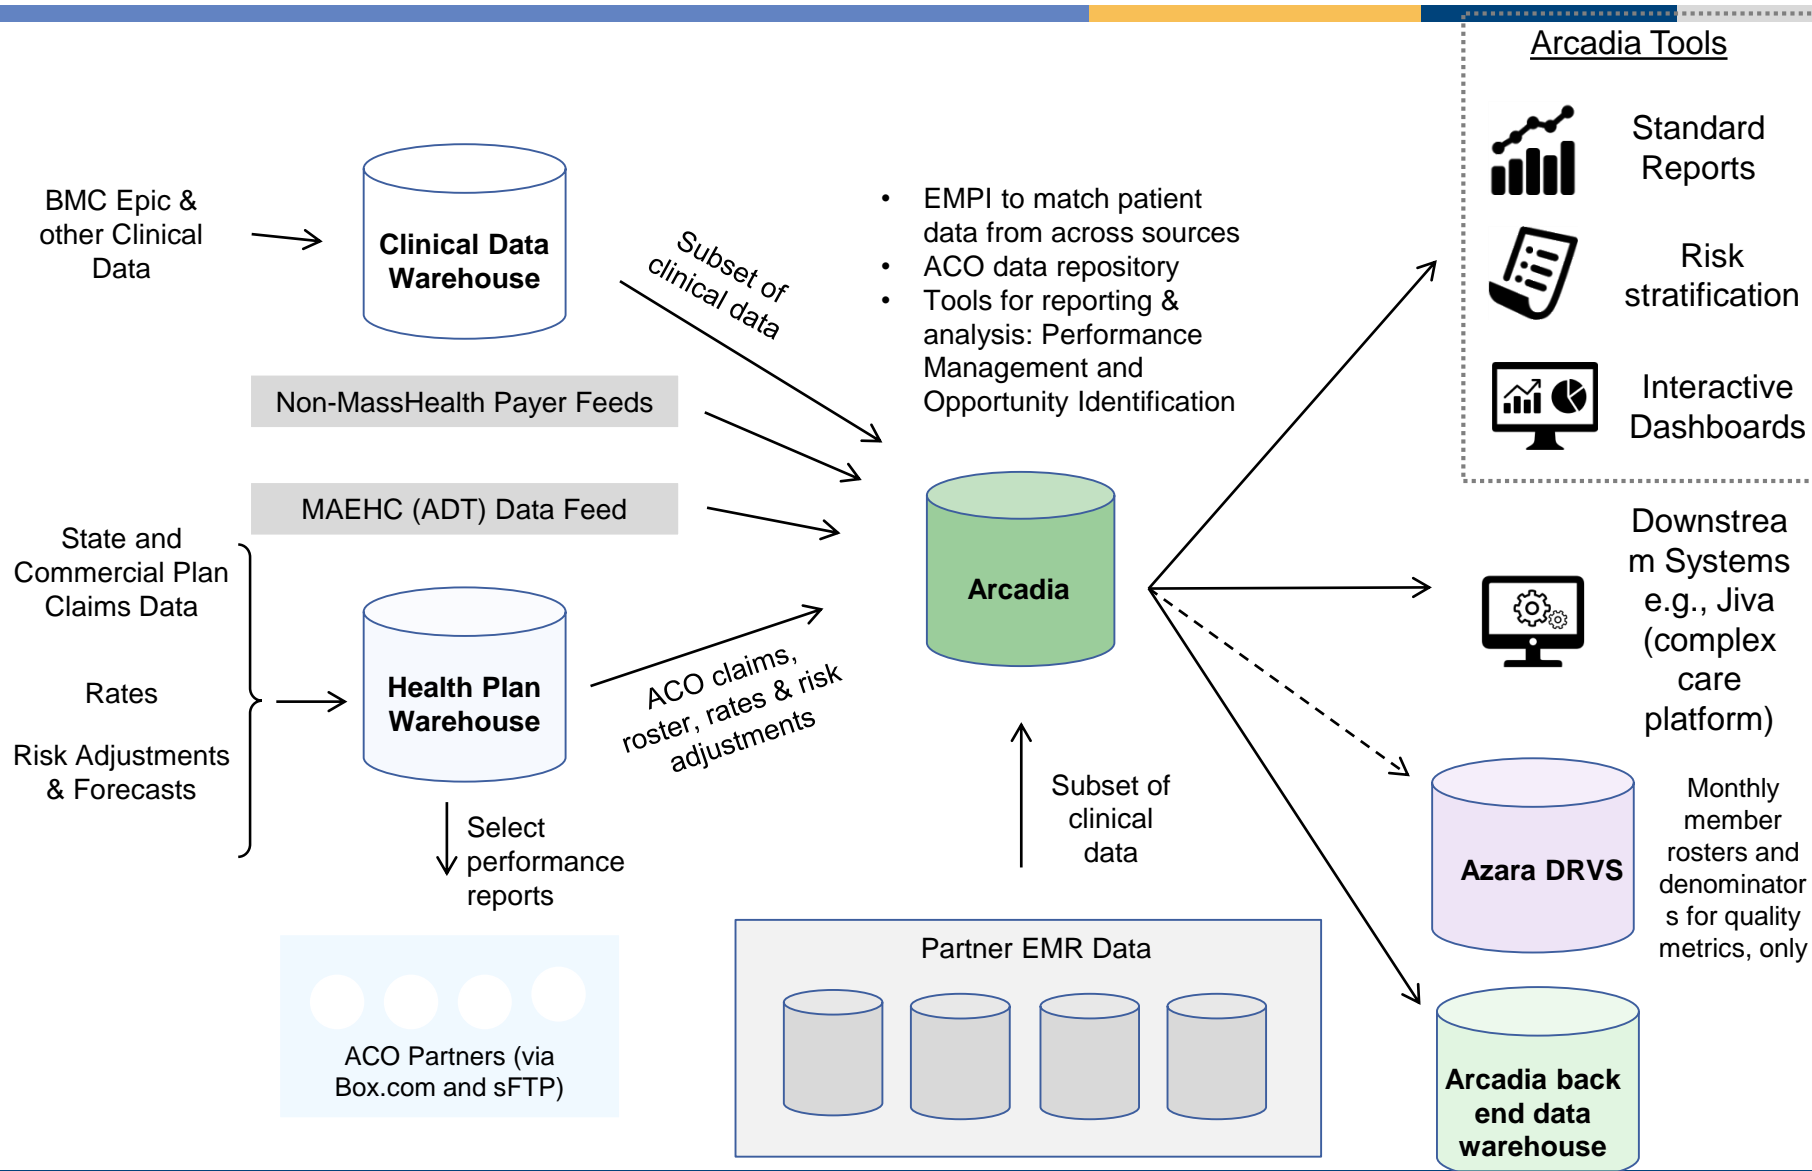 Arcadia Tools
Standard
Reports
Risk
stratification
Interactive
Dashboards
BMC Epic &
other Clinical
Data
Clinical Data
Warehouse
Subset of
clinical data
• EMPI to match patient
data from across sources
• ACO data repository
• Tools for reporting &
analysis: Performance
Management and
Opportunity Identification
Non-MassHealth Payer Feeds
MAEHC (ADT) Data Feed
State and
Commercial Plan
Claims Data
Rates
Risk Adjustments
& Forecasts
Health Plan
Warehouse
ACO claims,
roster, rates & risk
adjustments
Arcadia
Downstrea
m Systems
e.g., Jiva
(complex
care
platform)
Select
performance
reports
Subset of
clinical
data
Azara DRVS
Monthly
member
rosters and
denominator
s for quality
metrics, only
ACO Partners (via
Box.com and sFTP)
Partner EMR Data
Arcadia back
end data
warehouse